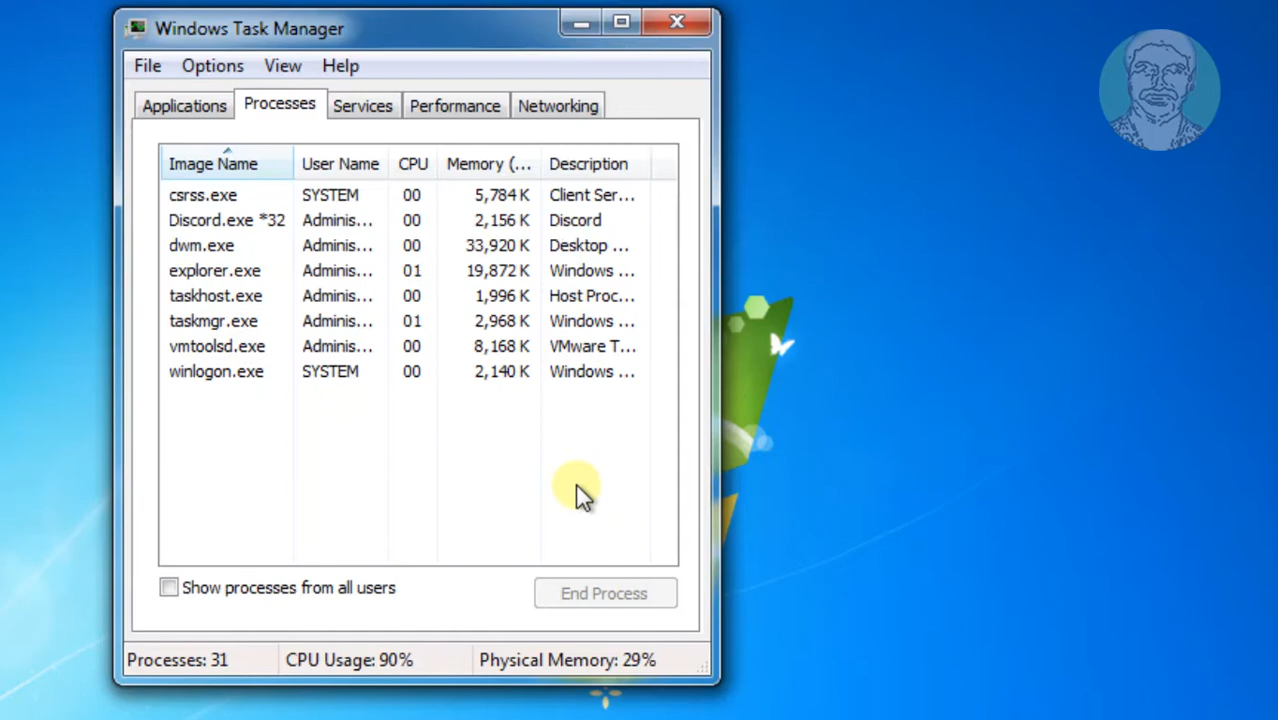 Windows Task Manager
File Options View Help
Applications Processes Services Performance Networking
Image Name User Name CPU Memory (... Description
csrss.exe SYSTEM 00 5,784 K Client Ser...
Discord.exe *32 Adminis... 00 2,156 K Discord
dwm.exe Adminis... 00 33,920 K Desktop ...
explorer.exe Adminis... 01 19,872 K Windows ...
taskhost.exe Adminis... 00 1,996 K Host Proc...
taskmgr.exe Adminis... 01 2,968 K Windows ...
vmtoolsd.exe Adminis... 00 8,168 K VMware T...
winlogon.exe SYSTEM 00 2,140 K Windows ...
Show processes from all users End Process
Processes: 31 CPU Usage: 90% Physical Memory: 29%